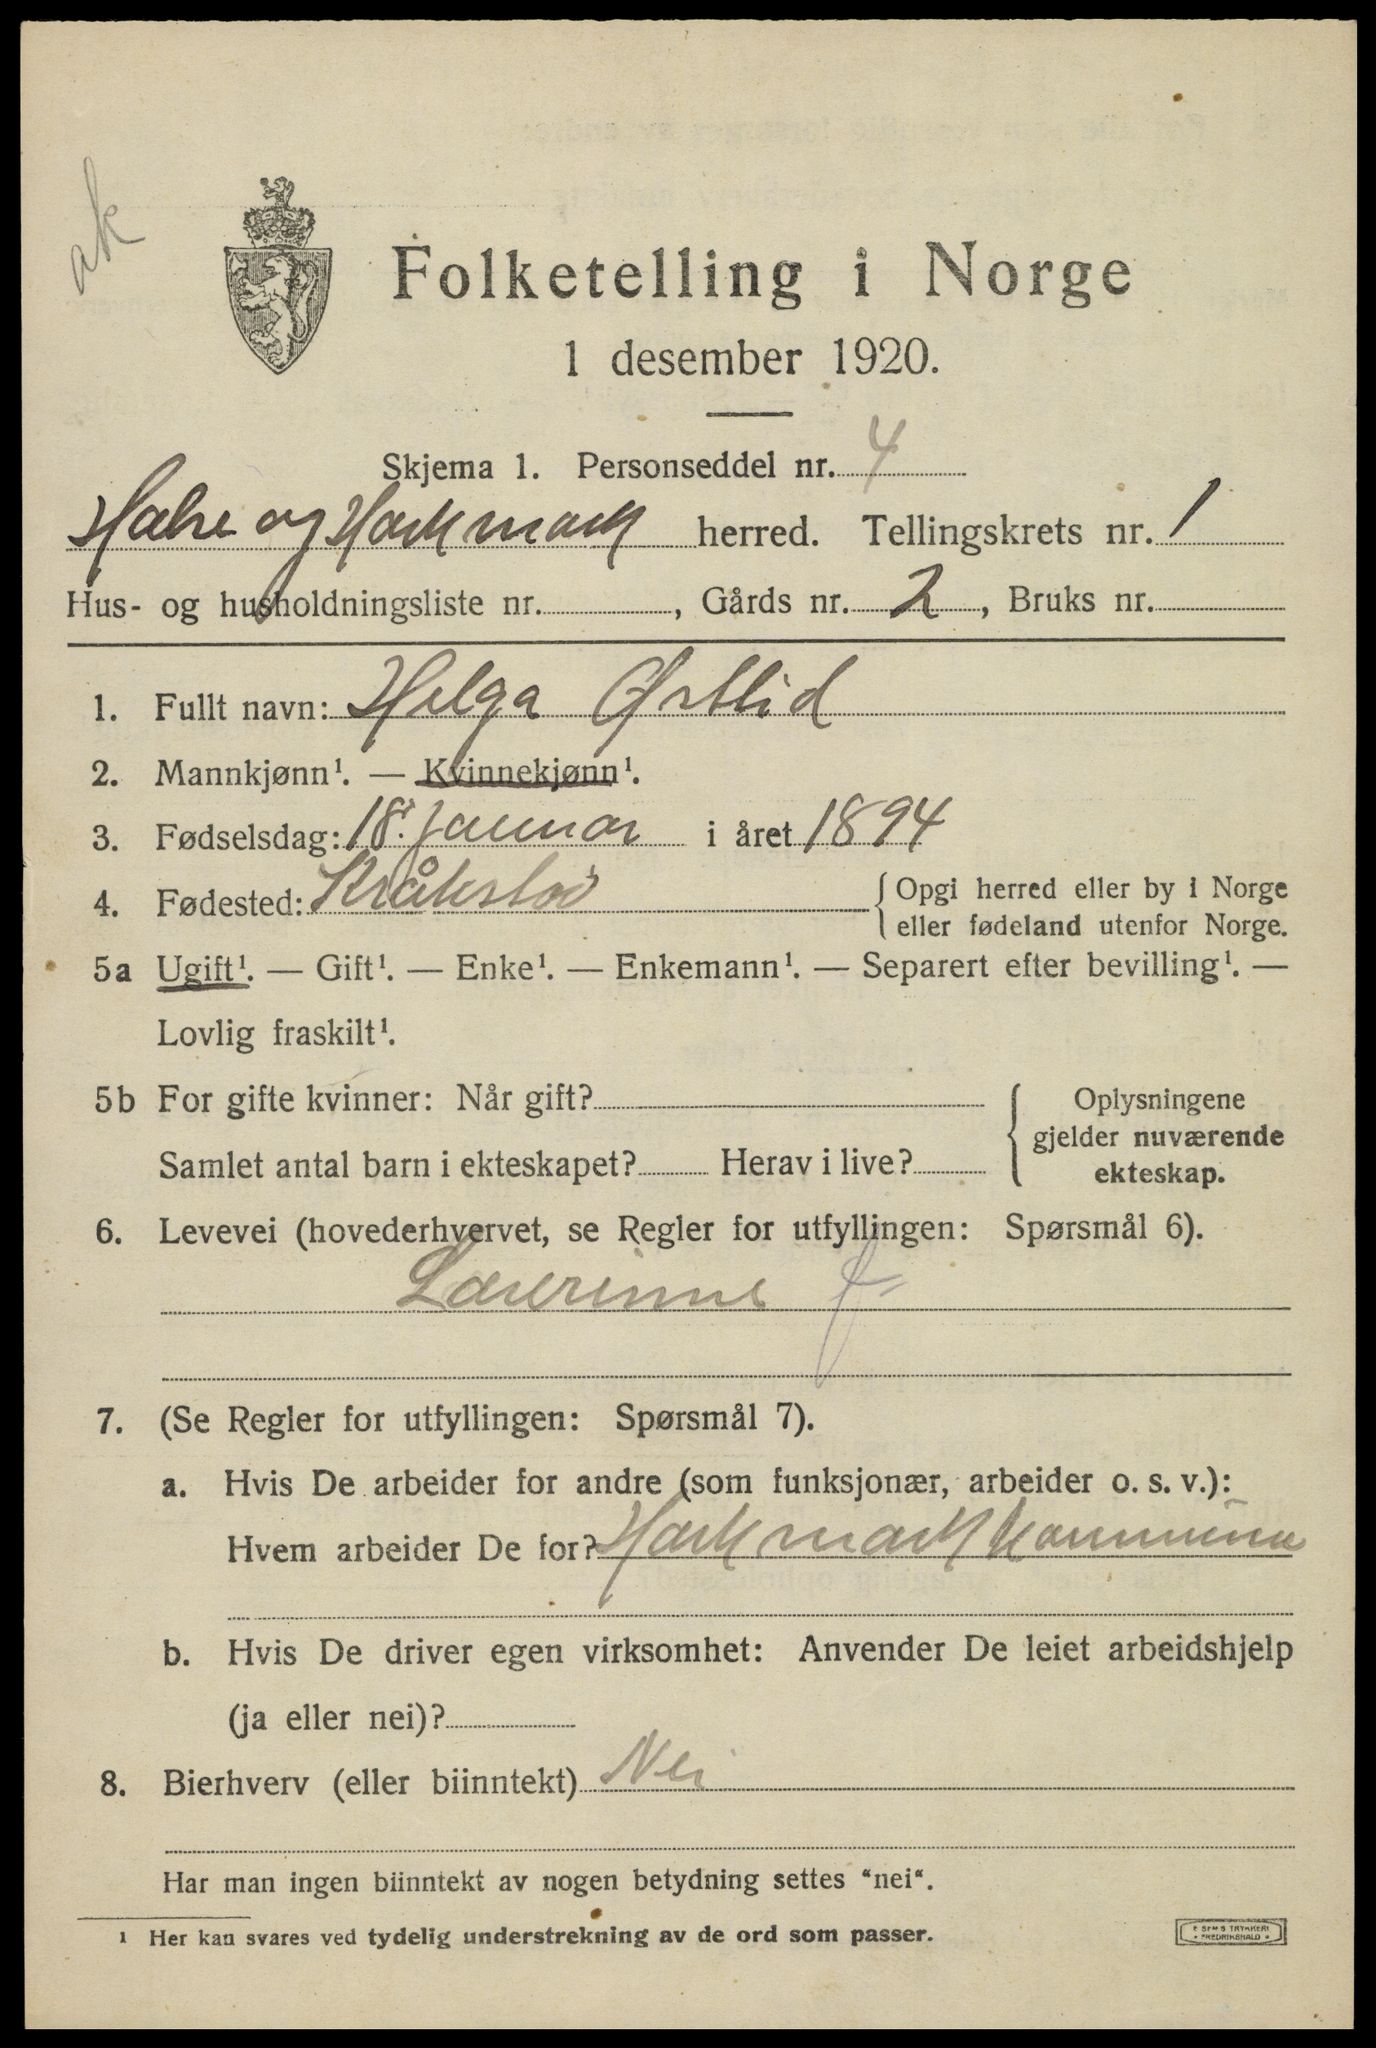 ak
Folketelling i Norge
1 desember 1920.
Skjema 1. Personseddel nr. 4
Halse og Harkmark herred. Tellingskrets nr. 1
Hus- og husholdningsliste nr. , Gårds nr. 2, Bruks nr.
1. Fullt navn: Helga Østlid
2. Mannkjønn¹. — Kvinnekjønn¹.
3. Fødselsdag: 18. januar i året 1894
4. Fødested: Kråkstad { Opgi herred eller by i Norge
eller fødeland utenfor Norge.
5a Ugift¹. — Gift¹. — Enke¹. — Enkemann¹. — Separert efter bevilling¹. —
Lovlig fraskilt¹.
5b For gifte kvinner: Når gift? { Oplysningene
gjelder nuværende
Samlet antal barn i ekteskapet? Herav i live?
ekteskap.
6. Levevei (hovederhvervet, se Regler for utfyllingen: Spørsmål 6).
Lærerinne
7. (Se Regler for utfyllingen: Spørsmål 7).
a. Hvis De arbeider for andre (som funksjonær, arbeider o. s. v.):
Hvem arbeider De for? Harkmark kommune
b. Hvis De driver egen virksomhet: Anvender De leiet arbeidshjelp
(ja eller nei)?
8. Bierhverv (eller biinntekt) Nei
Har man ingen biinntekt av nogen betydning settes “nei“.
¹ Her kan svares ved tydelig understrekning av de ord som passer.
E SEMS TRYKKERI
• FREDRIKSHALD •